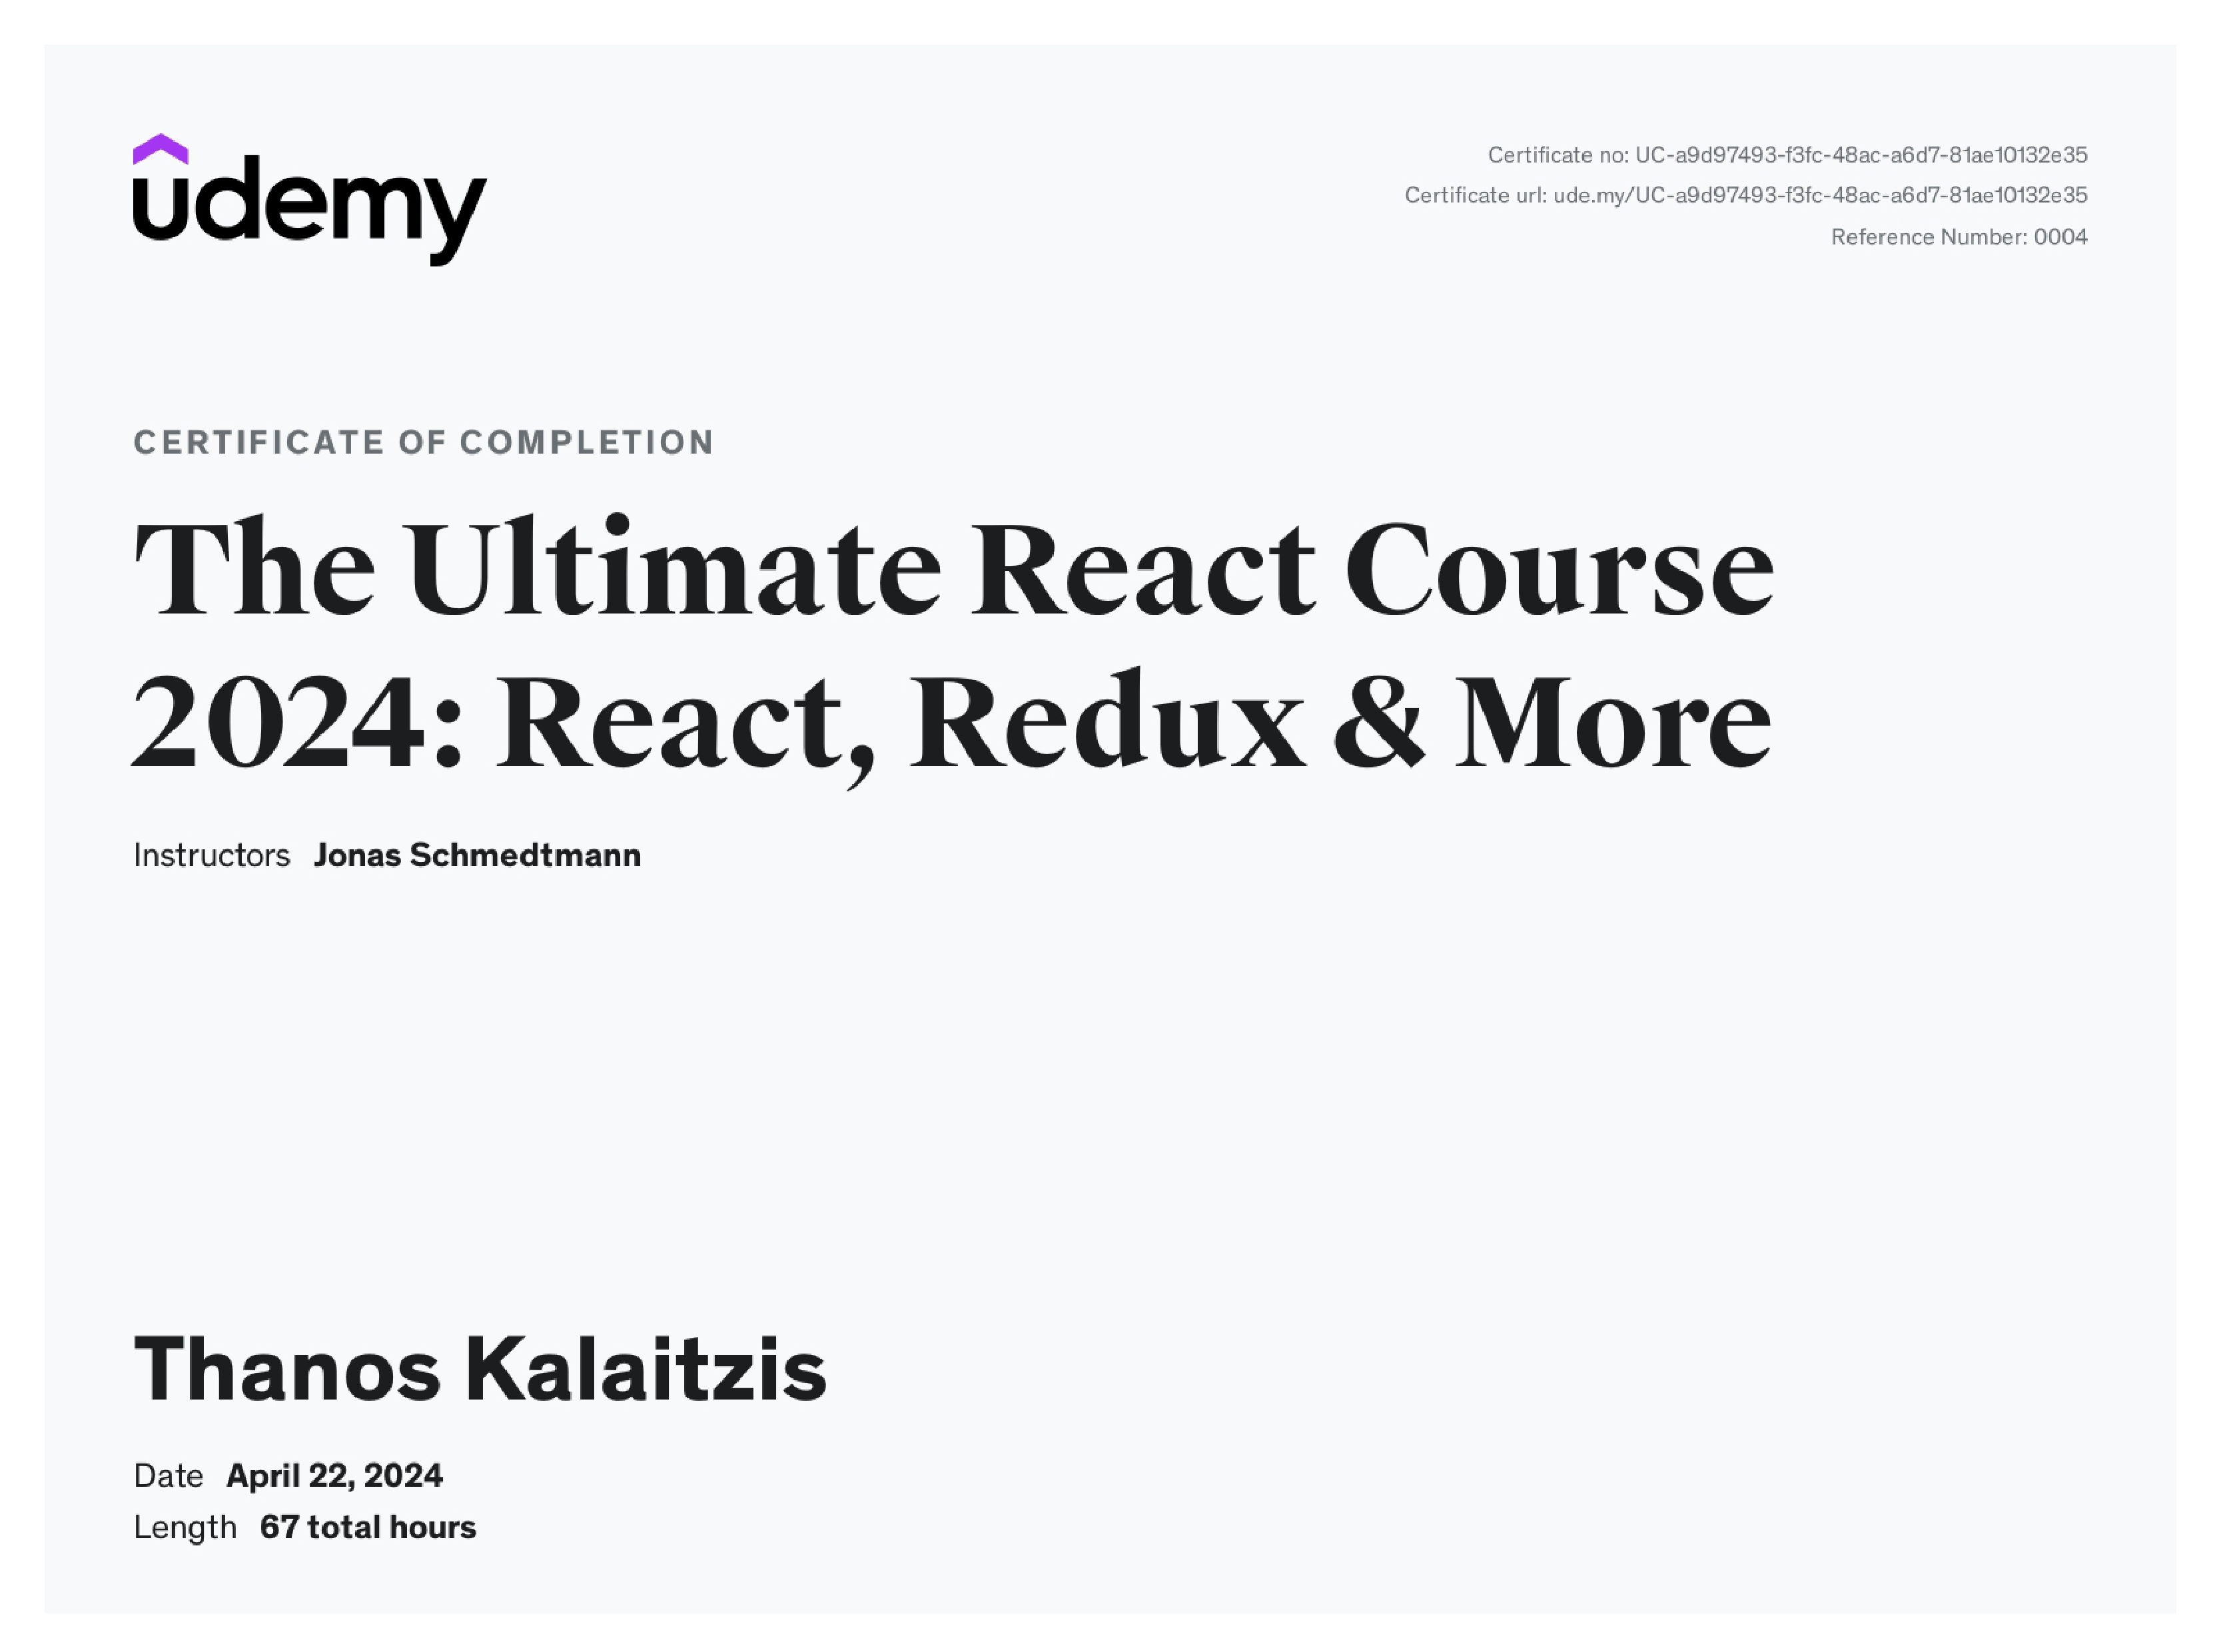 udemy
Certificate no: UC-a9d97493-f3fc-48ac-a6d7-81ae10132e35
Certificate url: ude.my/UC-a9d97493-f3fc-48ac-a6d7-81ae10132e35
Reference Number: 0004
CERTIFICATE OF COMPLETION
The Ultimate React Course
2024: React, Redux & More
Instructors Jonas Schmedtmann
Thanos Kalaitzis
Date April 22, 2024
Length 67 total hours